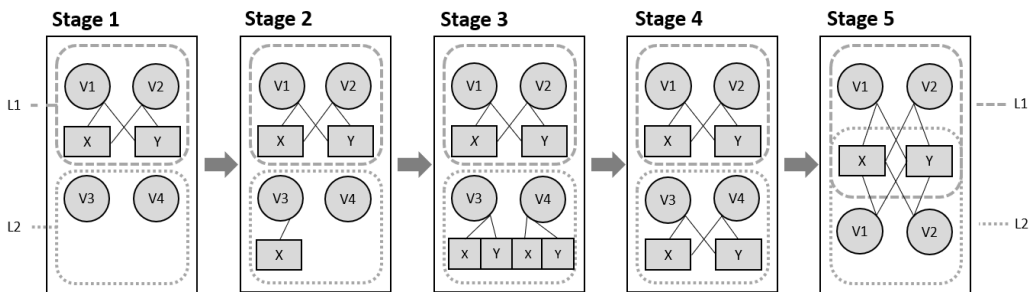 Stage 1 Stage 2 Stage 3 Stage 4 Stage 5
V1 V2 V1 V2 V1 V2 V1 V2 V1 V2
L1 L1
X Y X Y X Y X Y
X Y
V3 V4 V3 V4 V3 V4 V3 V4
L2 L2
V1 V2
X X Y X Y X Y